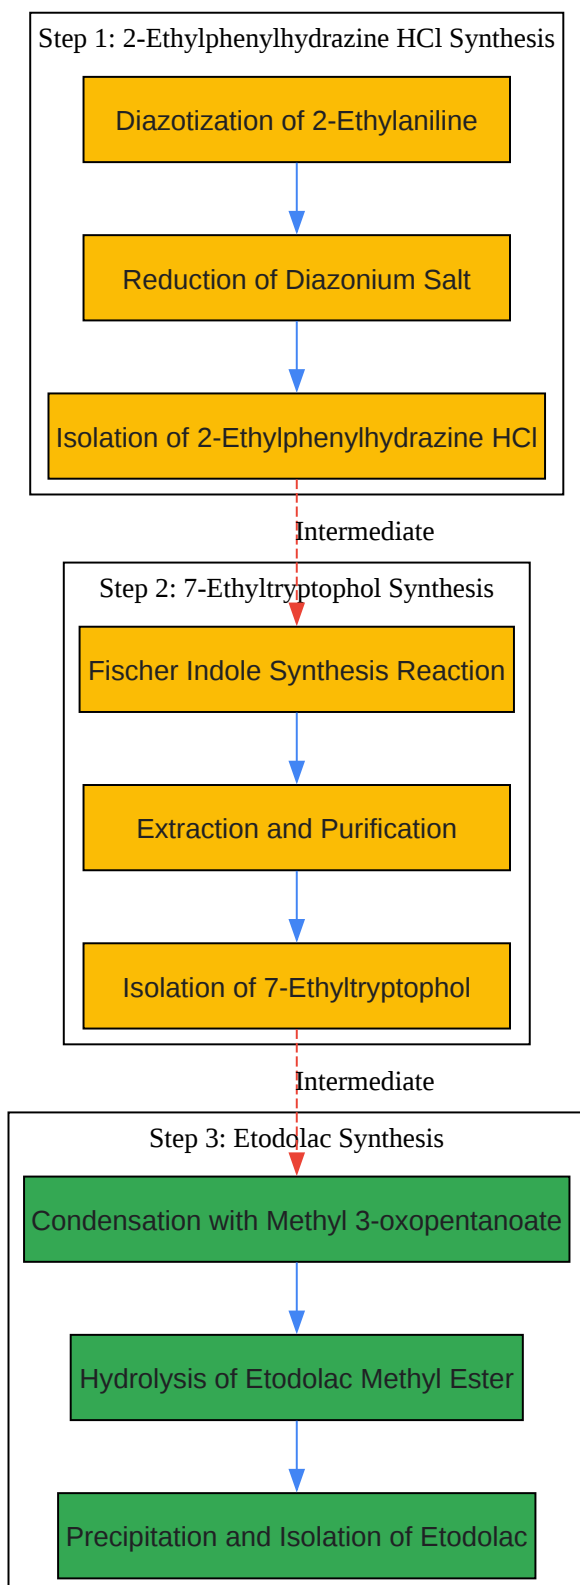 Step 1: 2-Ethylphenylhydrazine HCl Synthesis
Diazotization of 2-Ethylaniline
Reduction of Diazonium Salt
Isolation of 2-Ethylphenylhydrazine HCl
Intermediate
Step 2: 7-Ethyltryptophol Synthesis
Fischer Indole Synthesis Reaction
Extraction and Purification
Isolation of 7-Ethyltryptophol
Intermediate
Step 3: Etodolac Synthesis
Condensation with Methyl 3-oxopentanoate
Hydrolysis of Etodolac Methyl Ester
Precipitation and Isolation of Etodolac